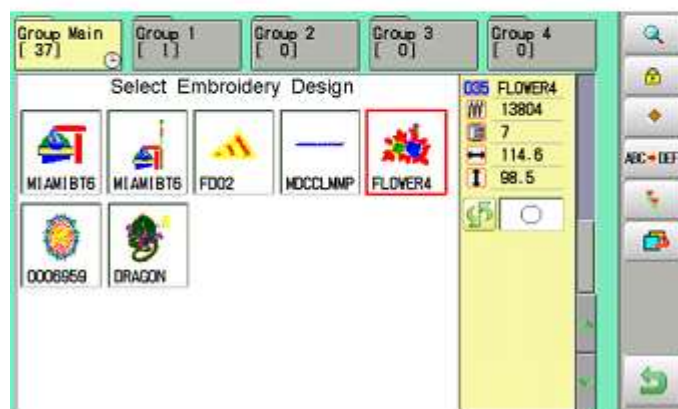 Group Main
[ 37]
Group 1
[ 1]
Group 2
[ 0]
Group 3
[ 0]
Group 4
[ 0]
Select Embroidery Design
MIAMIBT6
MIAMIBT6
FD02
MDCCLNMP
FLOWER4
0006959
DRAGON
035 FLOWER4
13804
7
114.6
98.5
ABC DEF